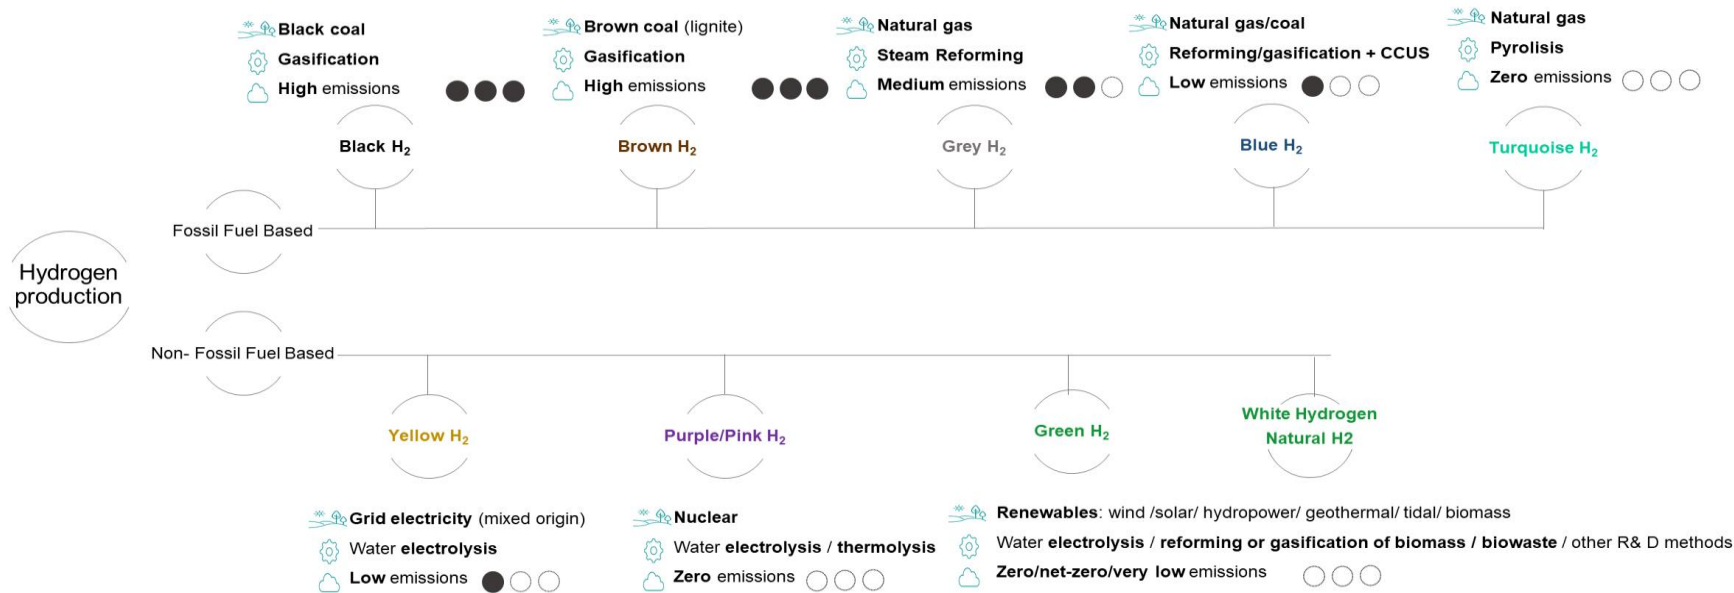 Black coal
Gasification
High emissions
Brown coal (lignite)
Gasification
High emissions
Natural gas
Steam Reforming
Medium emissions
Natural gas/coal
Reforming/gasification + CCUS
Low emissions
Natural gas
Pyrolisis
Zero emissions
Black H₂
Brown H₂
Grey H₂
Blue H₂
Turquoise H₂
Fossil Fuel Based
Hydrogen
production
Non- Fossil Fuel Based
Yellow H₂
Purple/Pink H₂
Green H₂
White Hydrogen
Natural H2
Grid electricity (mixed origin)
Water electrolysis
Low emissions
Nuclear
Water electrolysis / thermolysis
Zero emissions
Renewables: wind /solar/ hydropower/ geothermal/ tidal/ biomass
Water electrolysis / reforming or gasification of biomass / biowaste / other R& D methods
Zero/net-zero/very low emissions